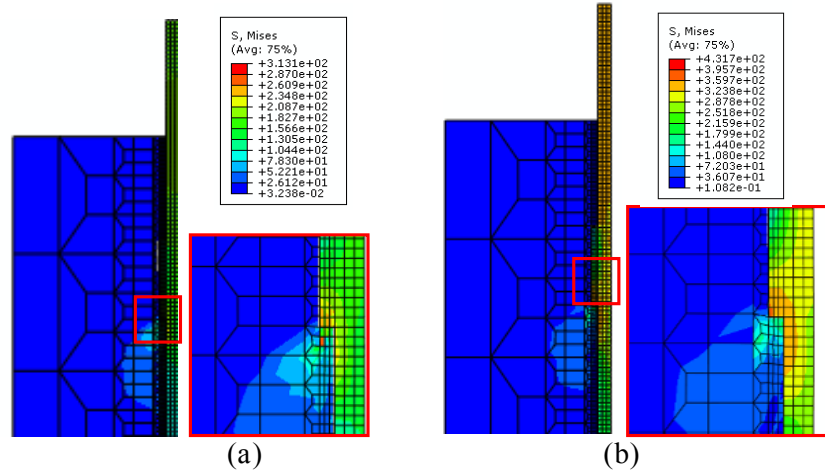 S, Mises
(Avg: 75%)
+3.131e+02
+2.870e+02
+2.609e+02
+2.348e+02
+2.087e+02
+1.827e+02
+1.566e+02
+1.305e+02
+1.044e+02
+7.830e+01
+5.221e+01
+2.612e+01
+3.238e-02
S, Mises
(Avg: 75%)
+4.317e+02
+3.957e+02
+3.597e+02
+3.238e+02
+2.878e+02
+2.518e+02
+2.159e+02
+1.799e+02
+1.440e+02
+1.080e+02
+7.203e+01
+3.607e+01
+1.082e-01
(a)
(b)